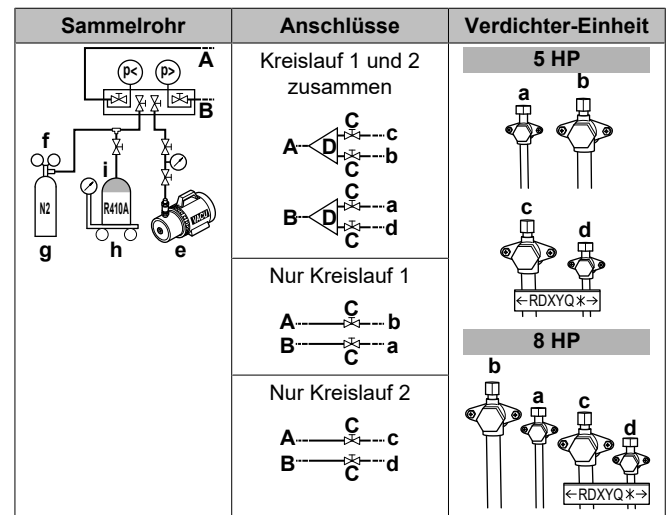 Sammelrohr
Anschlüsse
Verdichter-Einheit
A
p<
p>
B
f
i
N2
R410A
VACU
g
h
e
Kreislauf 1 und 2
zusammen
C
A D c
b
C
C
B D a
d
C
Nur Kreislauf 1
C
A b
B a
C
Nur Kreislauf 2
C
A c
B d
C
5 HP
a b
c d
←RDXYQ*→
8 HP
b a c d
←RDXYQ*→